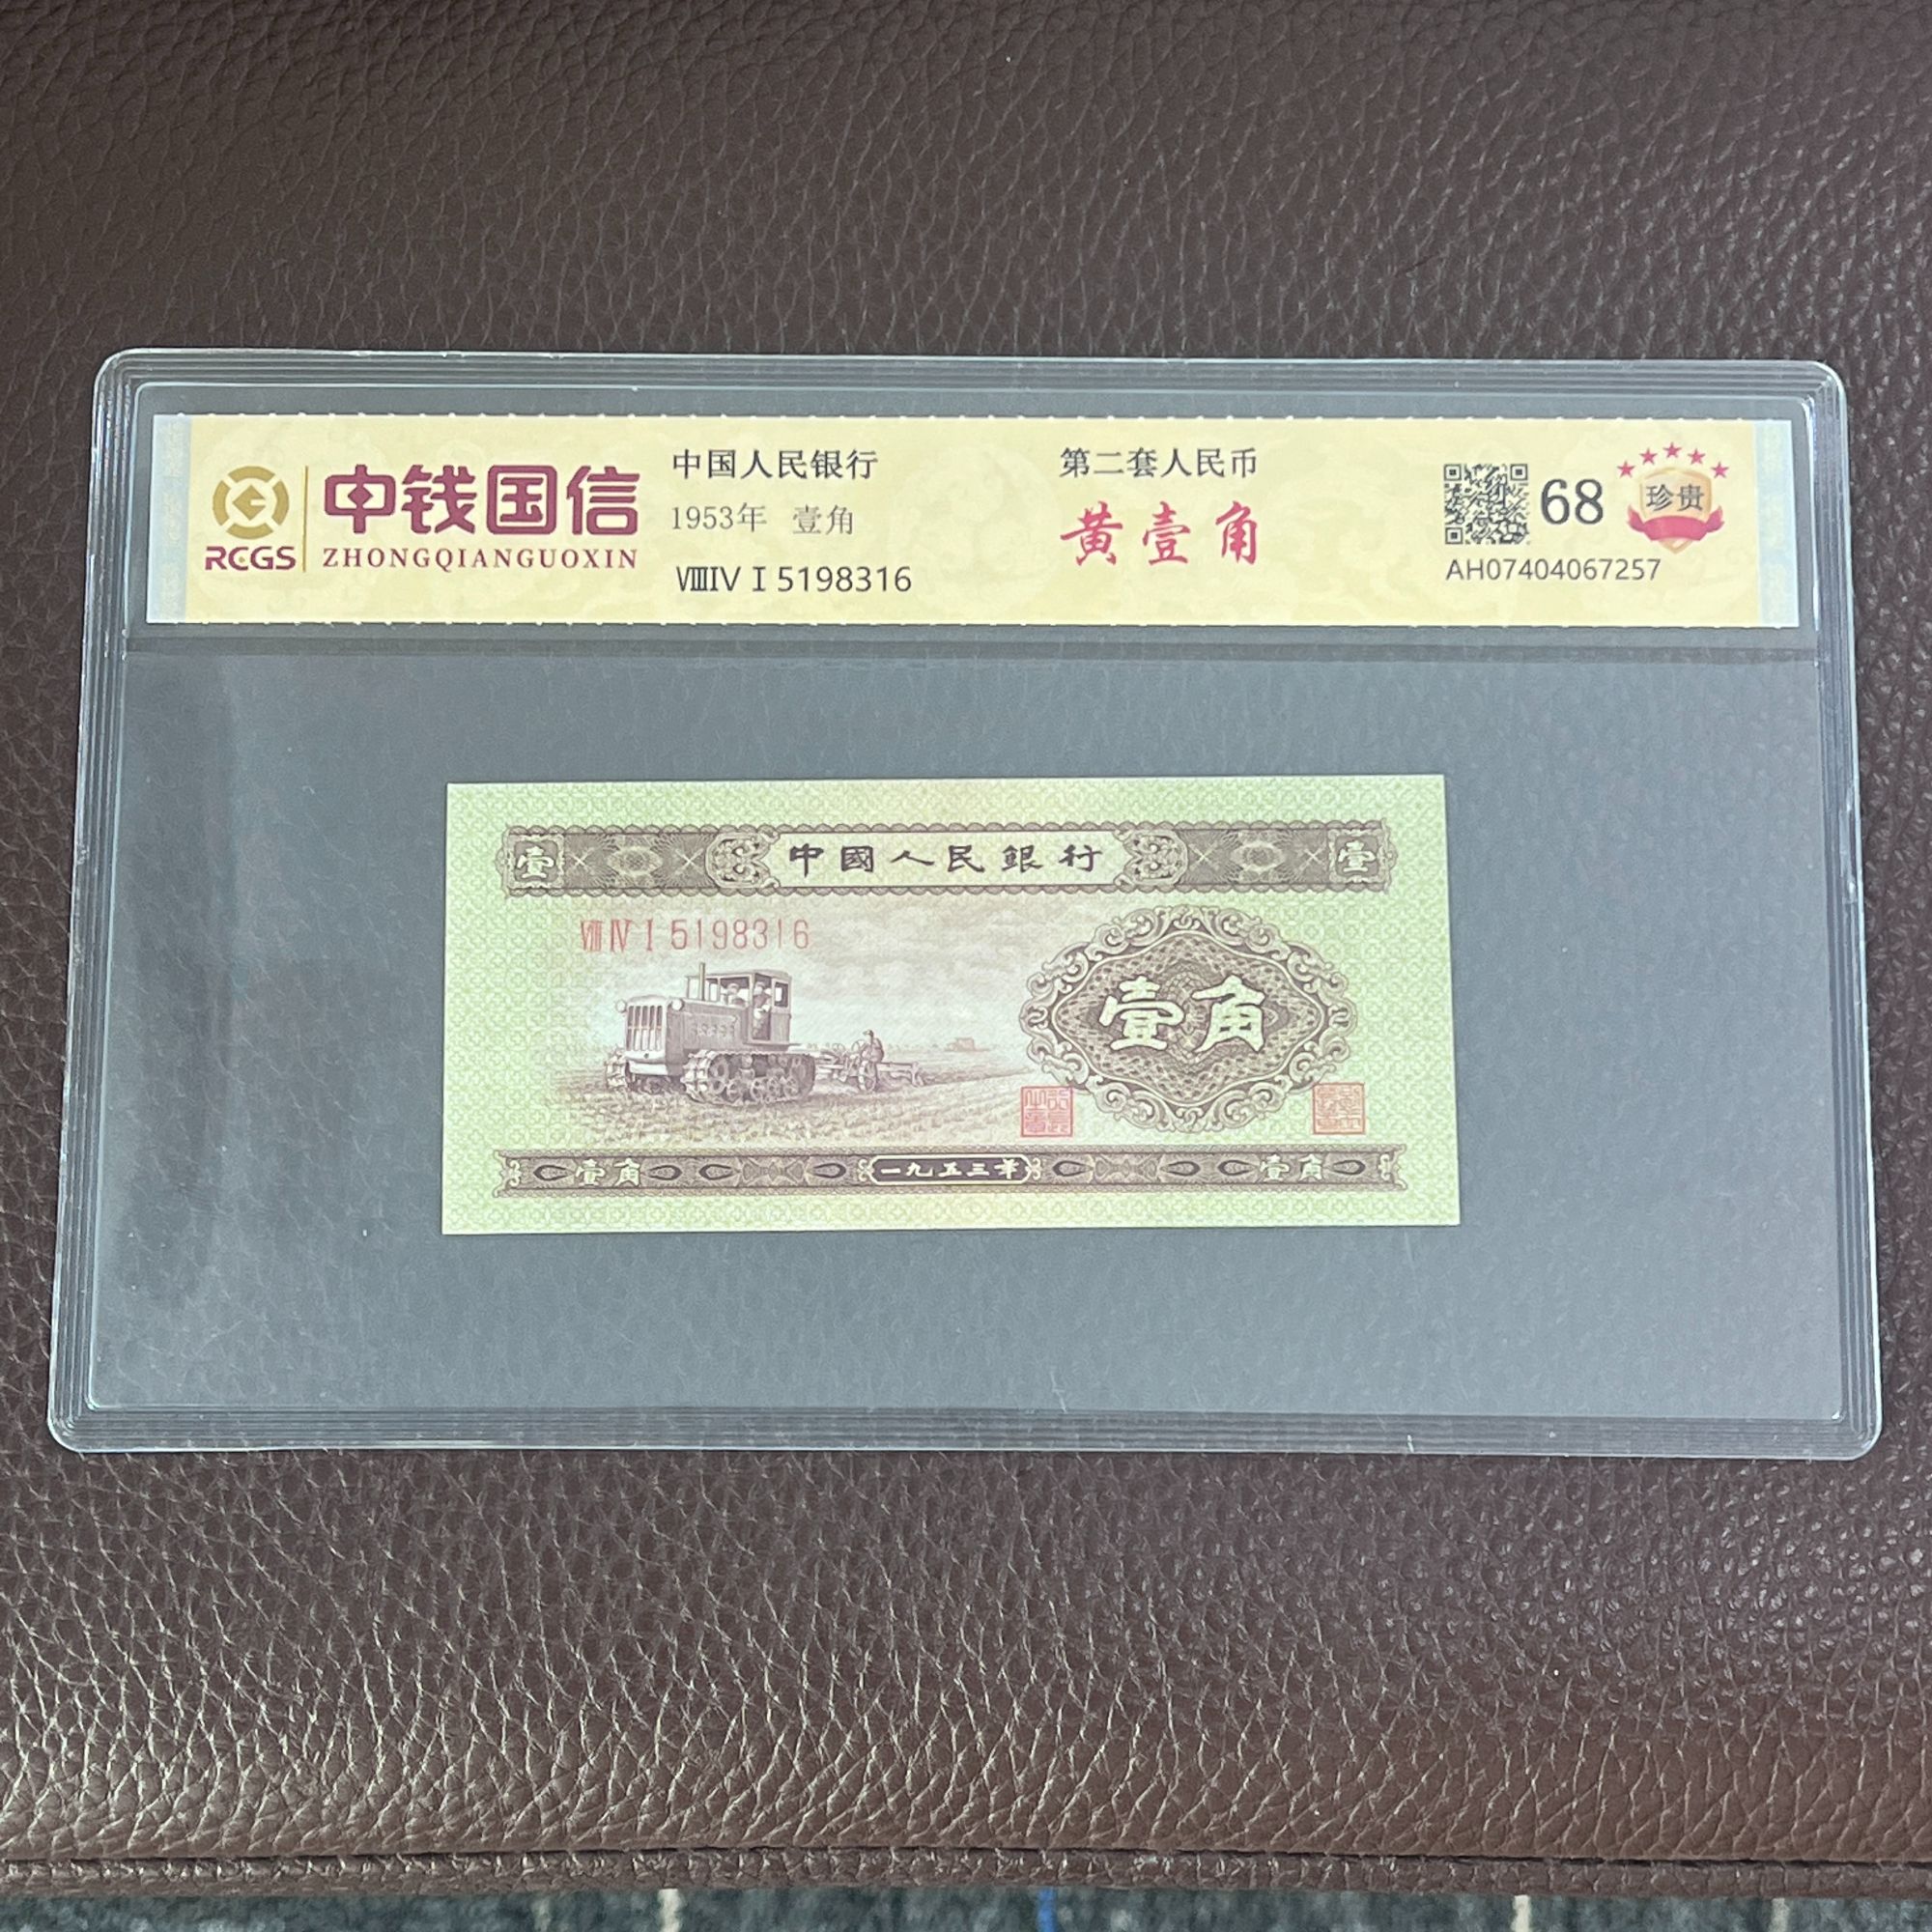 RCGS
中钱国信
ZHONGQIANGUOXIN
中国人民银行
1953年 壹角
ⅧⅣⅠ5198316
第二套人民币
黄壹角
68
珍贵
AH07404067257
壹 中國人民銀行 壹
ⅧⅣⅠ5198316
壹角
壹角 一九五三年 壹角